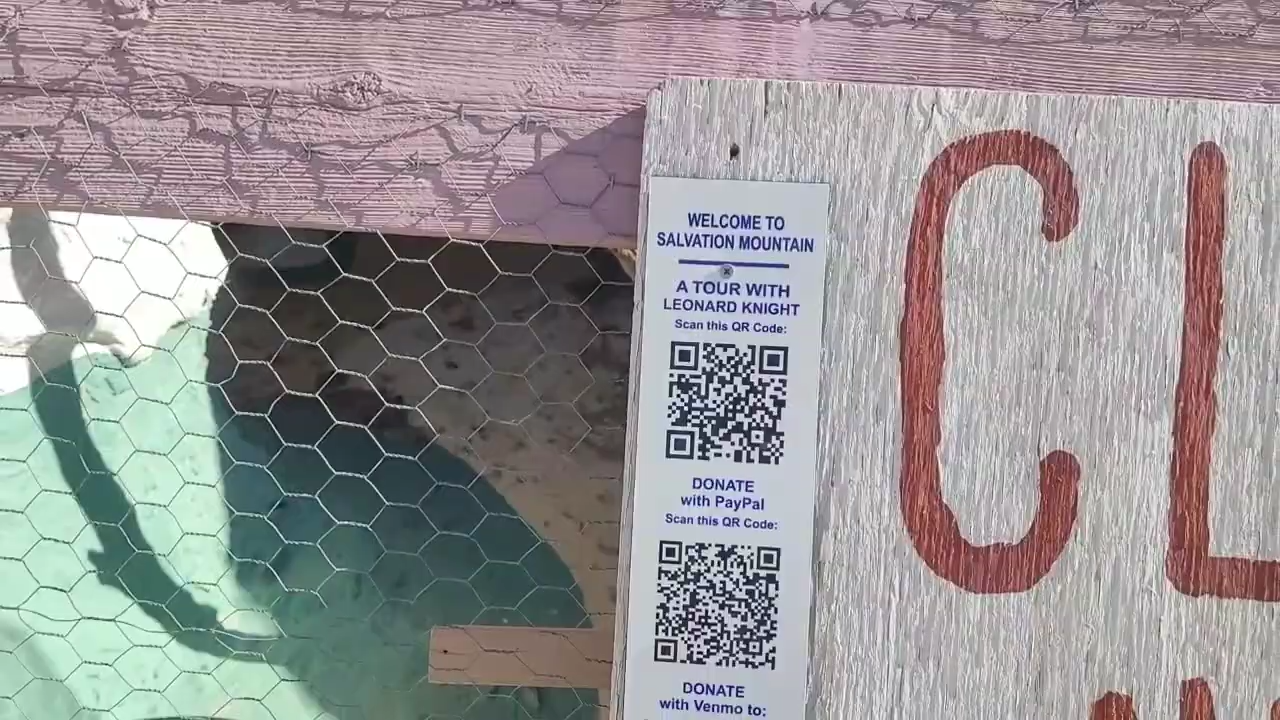 WELCOME TO
SALVATION MOUNTAIN
A TOUR WITH
LEONARD KNIGHT
Scan this QR Code:
DONATE
with PayPal
Scan this QR Code:
DONATE
with Venmo to:
CL